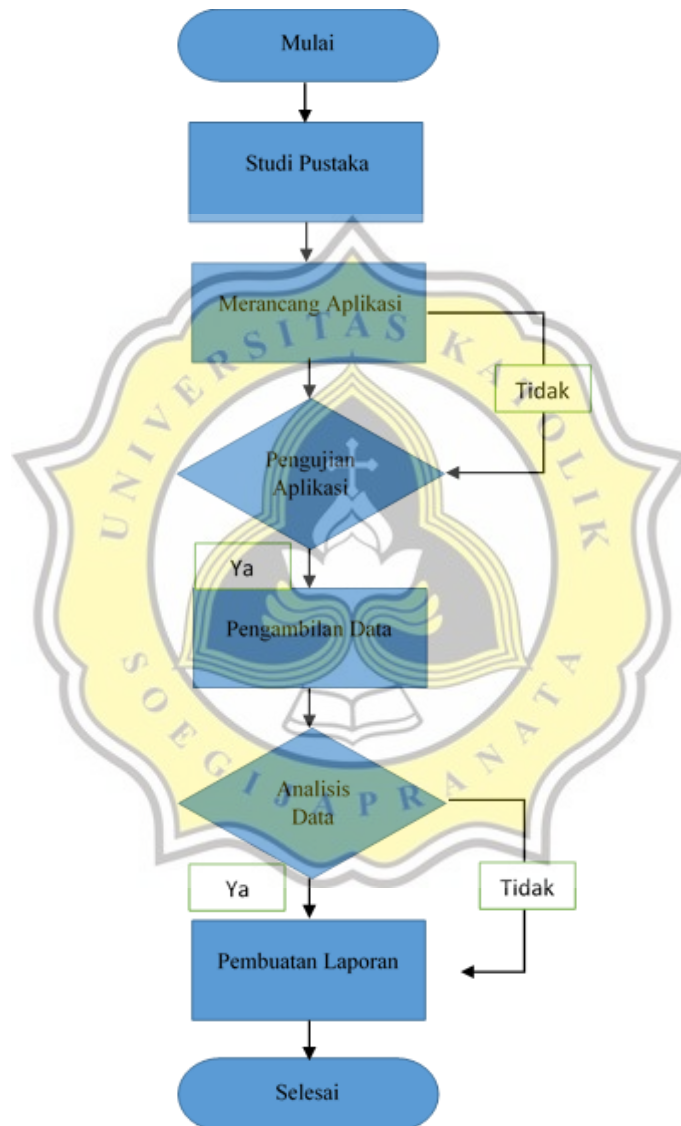 Mulai
Studi Pustaka
Merancang Aplikasi
UNIVERSITAS KATOLIK
Tidak
Pengujian
Aplikasi
Ya
Pengambilan Data
SOEGIJAPRANATA
Analisis
Data
Ya
Tidak
Pembuatan Laporan
Selesai